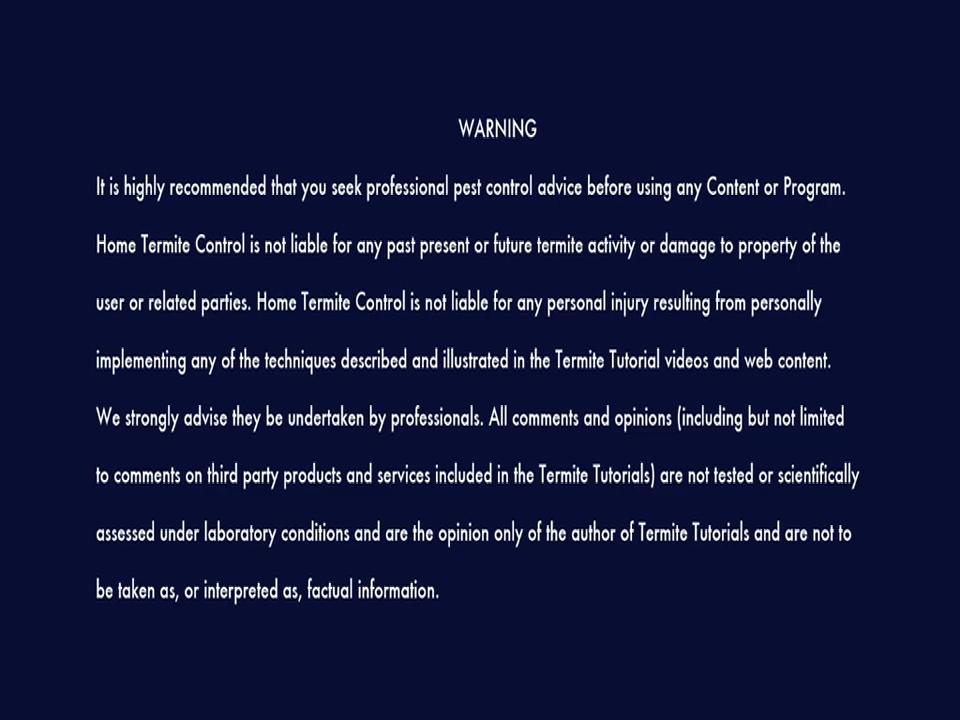 WARNING
It is highly recommended that you seek professional pest control advice before using any Content or Program.
Home Termite Control is not liable for any past present or future termite activity or damage to property of the
user or related parties. Home Termite Control is not liable for any personal injury resulting from personally
implementing any of the techniques described and illustrated in the Termite Tutorial videos and web content.
We strongly advise they be undertaken by professionals. All comments and opinions (including but not limited
to comments on third party products and services included in the Termite Tutorials) are not tested or scientifically
assessed under laboratory conditions and are the opinion only of the author of Termite Tutorials and are not to
be taken as, or interpreted as, factual information.